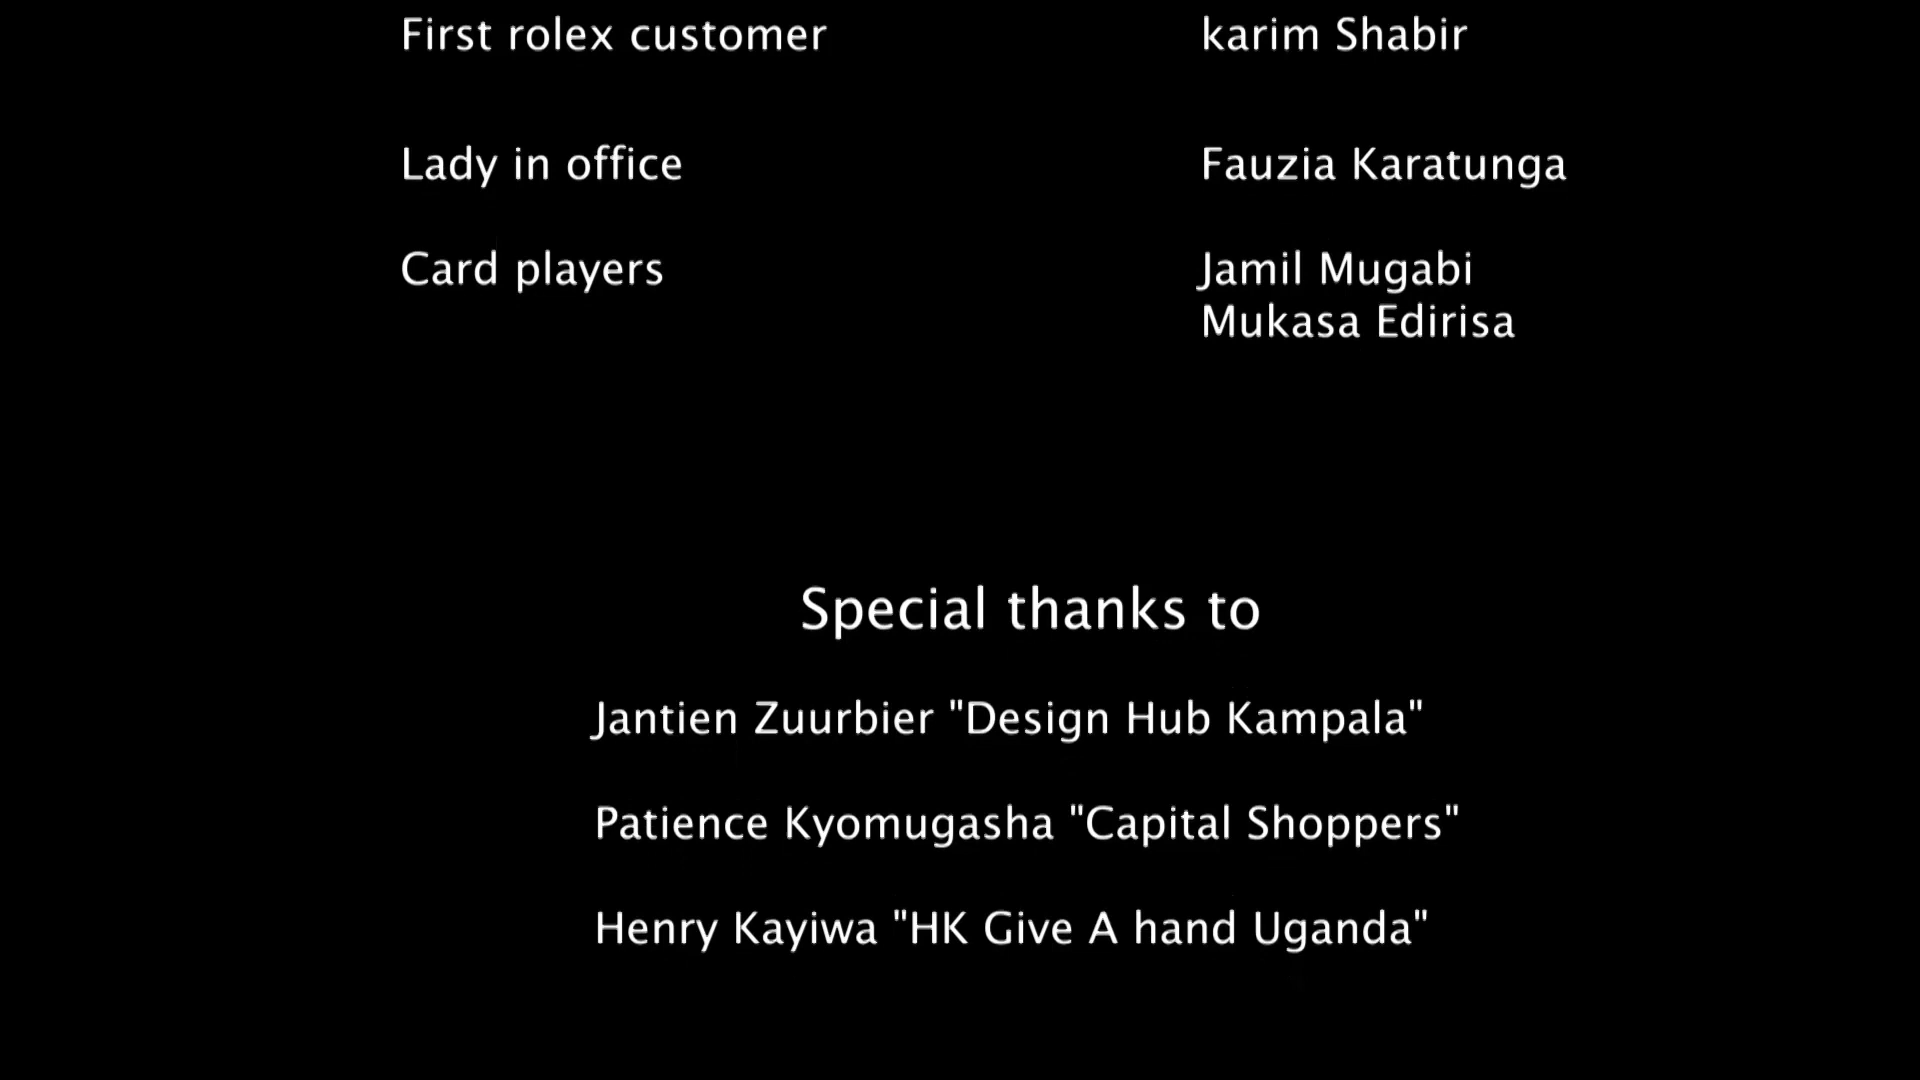 First rolex customer karim Shabir
Lady in office Fauzia Karatunga
Card players Jamil Mugabi
Mukasa Edirisa
Special thanks to
Jantien Zuurbier "Design Hub Kampala"
Patience Kyomugasha "Capital Shoppers"
Henry Kayiwa "HK Give A hand Uganda"